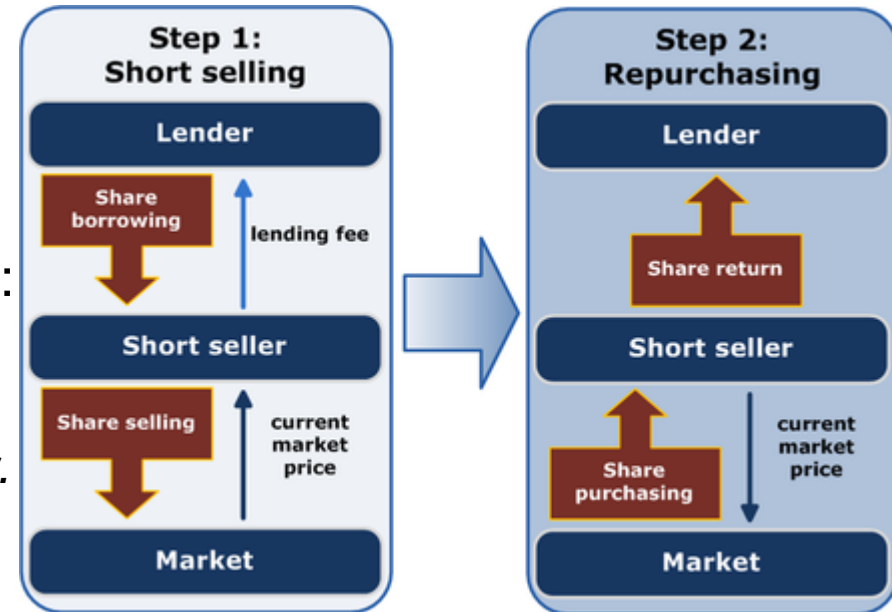 Step 1:
Short selling
Lender
Share
borrowing
lending fee
:
Short seller
Share selling
current
market
price
.
Market
Step 2:
Repurchasing
Lender
Share return
Short seller
current
market
price
Share
purchasing
Market